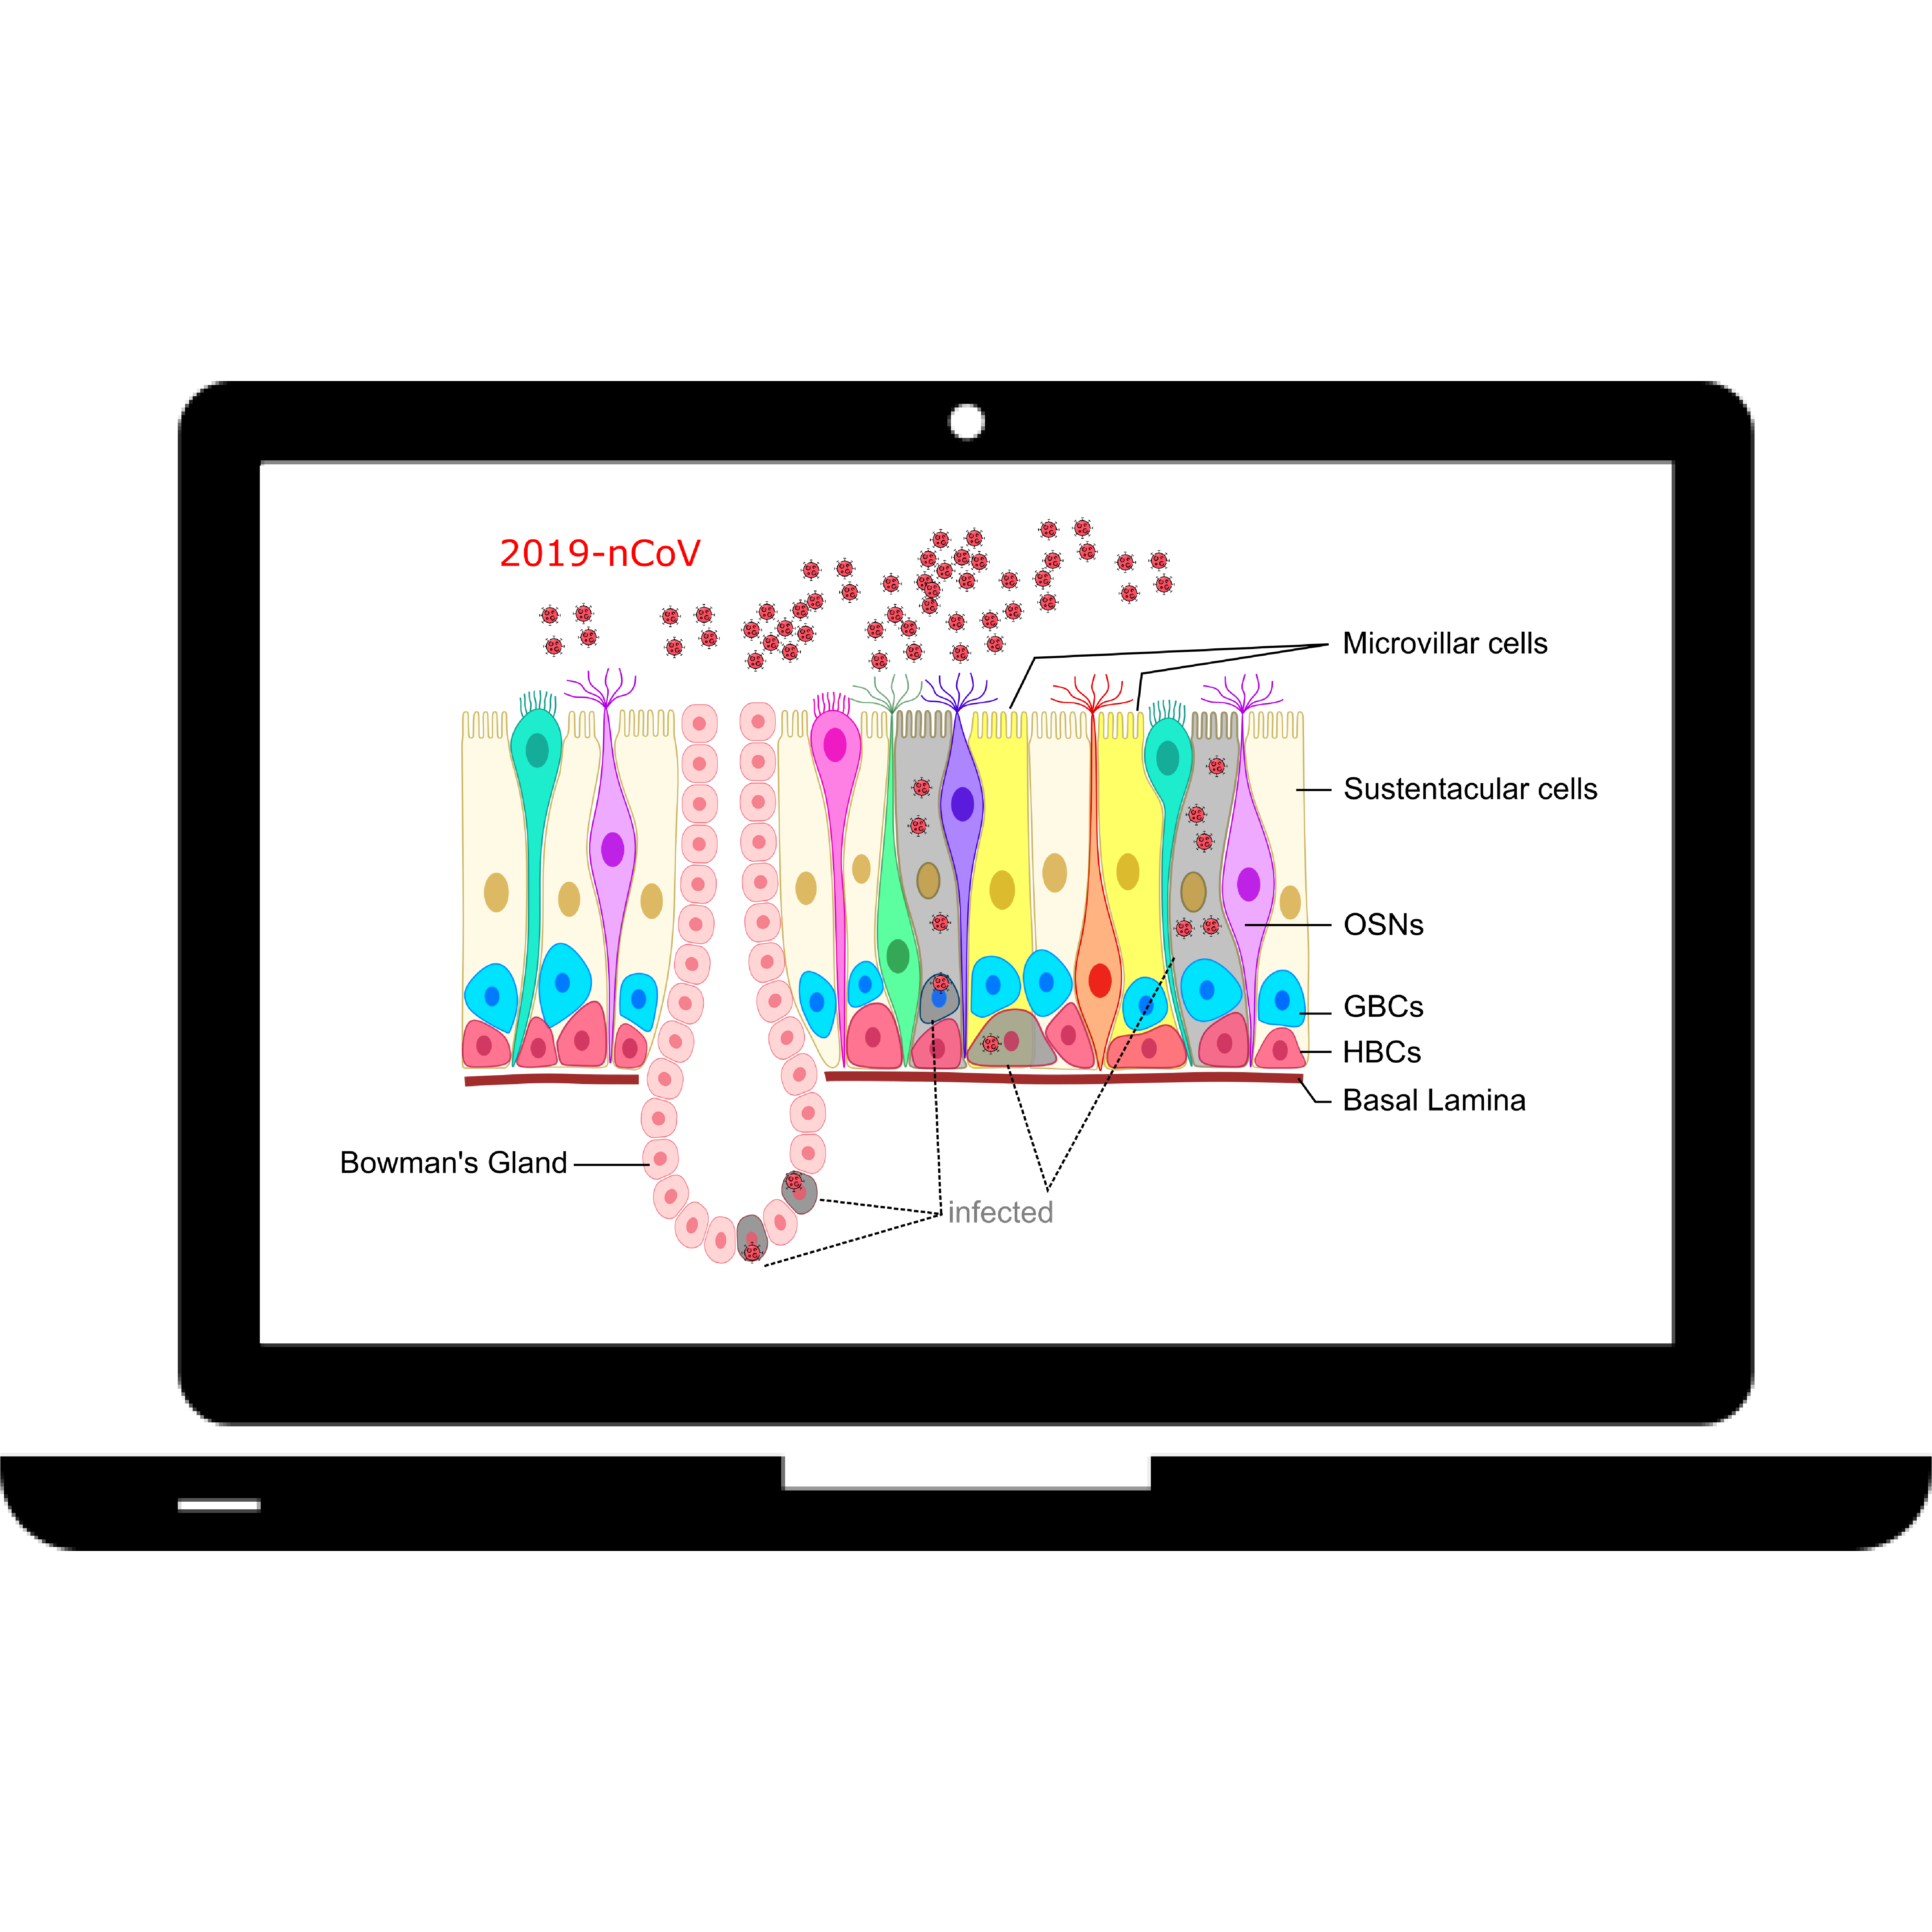 2019-nCoV
Microvillar cells
Sustentacular cells
OSNs
GBCs
HBCs
Basal Lamina
Bowman's Gland
infected